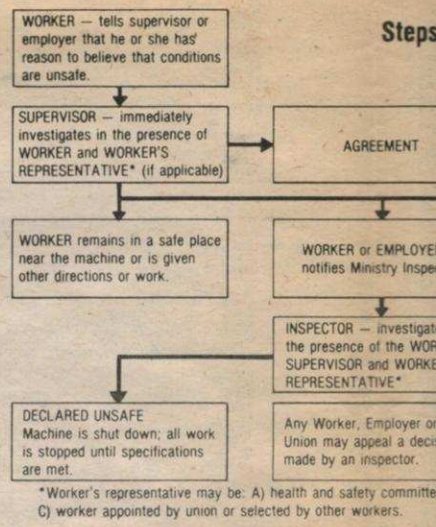 Steps
WORKER — tells supervisor or
employer that he or she has
reason to believe that conditions
are unsafe.
SUPERVISOR — immediately
investigates in the presence of
WORKER and WORKER'S
REPRESENTATIVE* (if applicable)
AGREEMENT
WORKER remains in a safe place
near the machine or is given
other directions or work.
WORKER or
notifies Ministry
INSPECTOR —
the presence of the
SUPERVISOR and
REPRESENTATIVE*
DECLARED UNSAFE
Machine is shut down; all work
is stopped until specifications
are met.
Any Worker, Employer or
Union may appeal a
made by an inspector.
*Worker's representative may be: A) health and safety
C) worker appointed by union or selected by other workers.